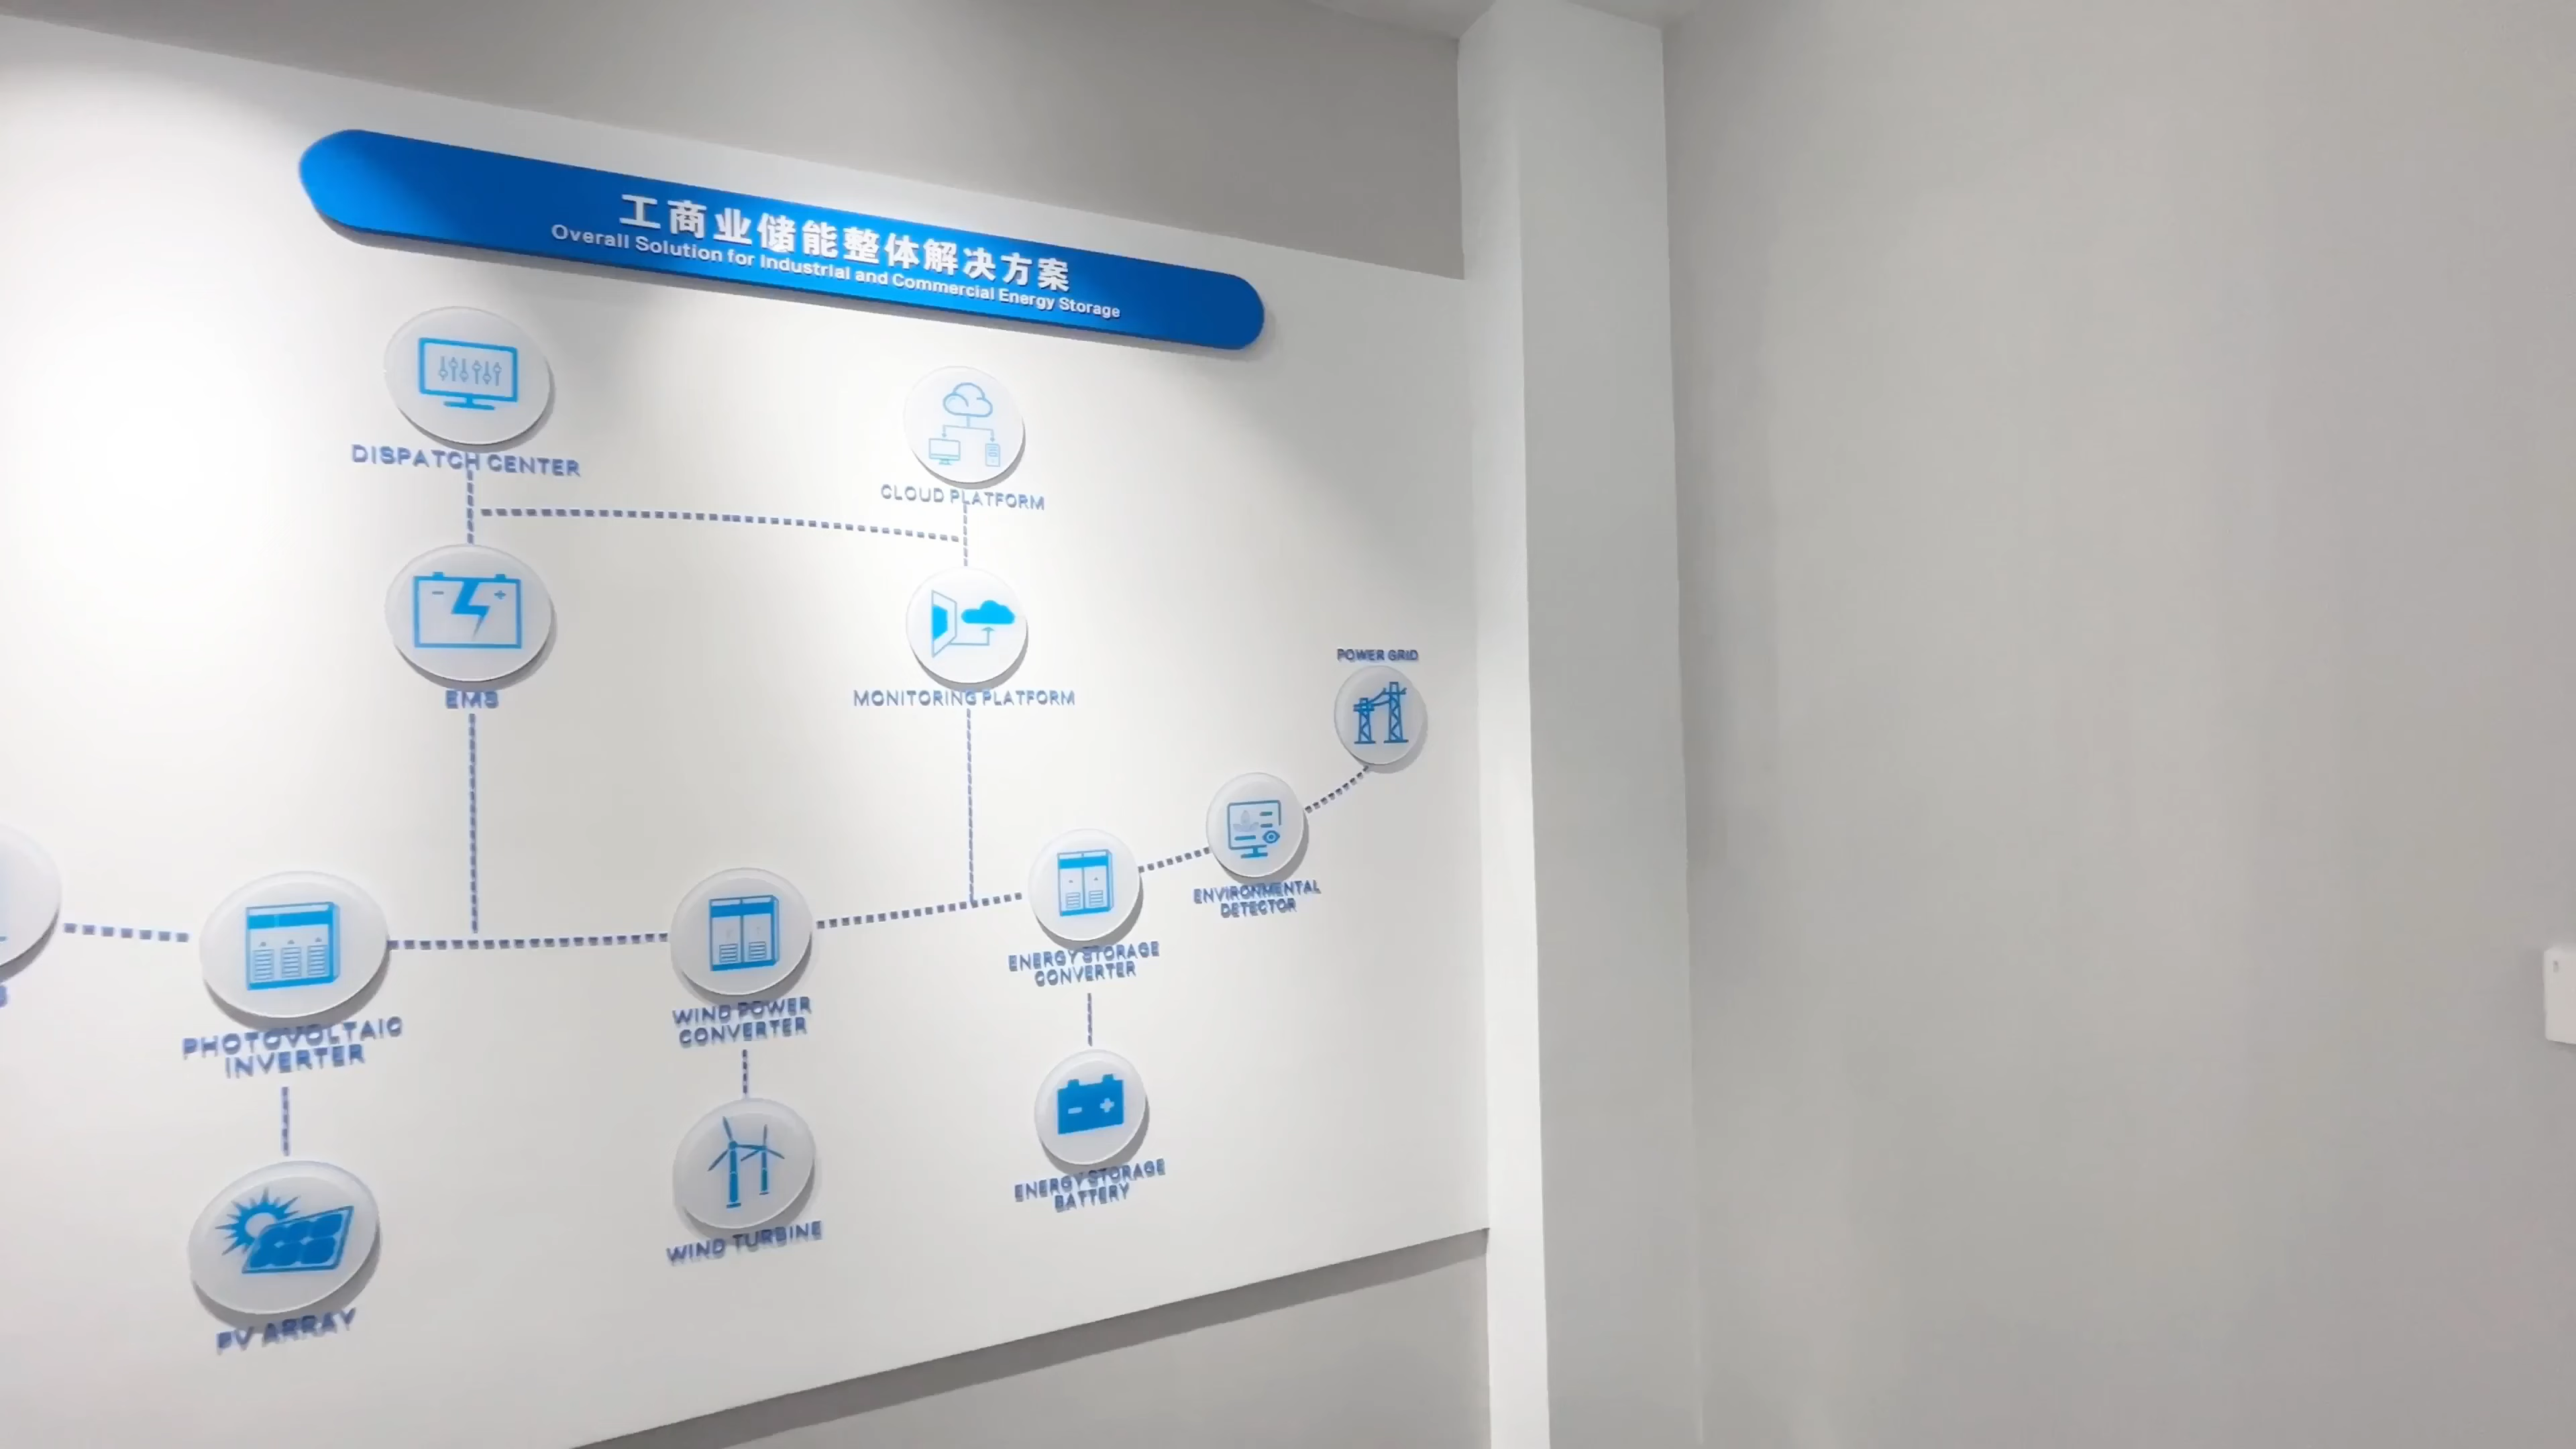 工商业储能整体解决方案
Overall Solution for Industrial and Commercial Energy Storage
DISPATCH CENTER
CLOUD PLATFORM
EMS
MONITORING PLATFORM
POWER GRID
ENVIRONMENTAL
DETECTOR
PHOTOVOLTAIC
INVERTER
WIND POWER
CONVERTER
ENERGY STORAGE
CONVERTER
PV ARRAY
WIND TURBINE
ENERGY STORAGE
BATTERY